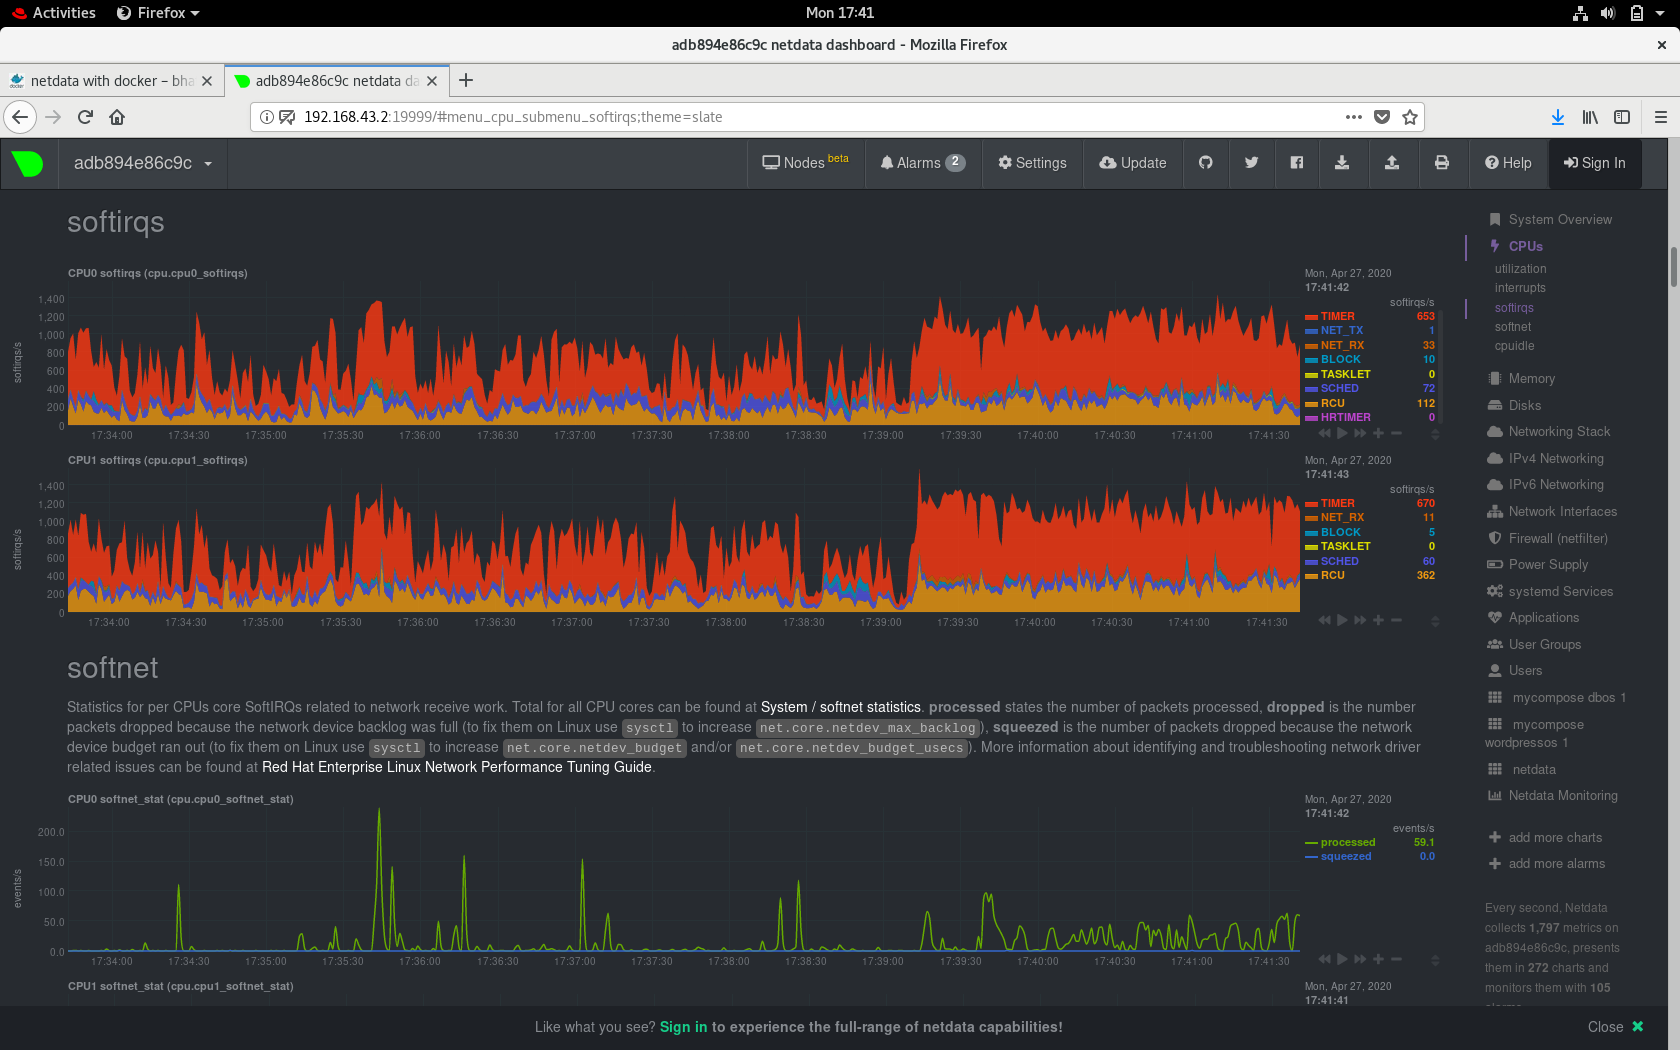 Activities Firefox Mon 17:41
adb894e86c9c netdata dashboard - Mozilla Firefox
netdata with docker – bha adb894e86c9c netdata da
192.168.43.2:19999/#menu_cpu_submenu_softirqs;theme=slate
adb894e86c9c Nodes beta Alarms 2 Settings Update Help Sign In
softirqs
CPU0 softirqs (cpu.cpu0_softirqs)
softirqs/s
1,400
1,200
1,000
800
600
400
200
0
17:34:00 17:34:30 17:35:00 17:35:30 17:36:00 17:36:30 17:37:00 17:37:30 17:38:00 17:38:30 17:39:00 17:39:30 17:40:00 17:40:30 17:41:00 17:41:30
Mon, Apr 27, 2020
17:41:42
softirqs/s
TIMER 653
NET_TX 1
NET_RX 33
BLOCK 10
TASKLET 0
SCHED 72
RCU 112
HRTIMER 0
CPU1 softirqs (cpu.cpu1_softirqs)
softirqs/s
1,400
1,200
1,000
800
600
400
200
0
17:34:00 17:34:30 17:35:00 17:35:30 17:36:00 17:36:30 17:37:00 17:37:30 17:38:00 17:38:30 17:39:00 17:39:30 17:40:00 17:40:30 17:41:00 17:41:30
Mon, Apr 27, 2020
17:41:43
softirqs/s
TIMER 670
NET_RX 11
BLOCK 5
TASKLET 0
SCHED 60
RCU 362
softnet
Statistics for per CPUs core SoftIRQs related to network receive work. Total for all CPU cores can be found at System / softnet statistics. processed states the number of packets processed, dropped is the number
packets dropped because the network device backlog was full (to fix them on Linux use sysctl to increase net.core.netdev_max_backlog), squeezed is the number of packets dropped because the network
device budget ran out (to fix them on Linux use sysctl to increase net.core.netdev_budget and/or net.core.netdev_budget_usecs). More information about identifying and troubleshooting network driver
related issues can be found at Red Hat Enterprise Linux Network Performance Tuning Guide.
CPU0 softnet_stat (cpu.cpu0_softnet_stat)
events/s
200.0
150.0
100.0
50.0
0.0
17:34:00 17:34:30 17:35:00 17:35:30 17:36:00 17:36:30 17:37:00 17:37:30 17:38:00 17:38:30 17:39:00 17:39:30 17:40:00 17:40:30 17:41:00 17:41:30
Mon, Apr 27, 2020
17:41:42
events/s
processed 59.1
squeezed 0.0
CPU1 softnet_stat (cpu.cpu1_softnet_stat)
Mon, Apr 27, 2020
17:41:41
System Overview
CPUs
utilization
interrupts
softirqs
softnet
cpuidle
Memory
Disks
Networking Stack
IPv4 Networking
IPv6 Networking
Network Interfaces
Firewall (netfilter)
Power Supply
systemd Services
Applications
User Groups
Users
mycompose dbos 1
mycompose
wordpressos 1
netdata
Netdata Monitoring
add more charts
add more alarms
Every second, Netdata
collects 1,797 metrics on
adb894e86c9c, presents
them in 272 charts and
monitors them with 105
Like what you see? Sign in to experience the full-range of netdata capabilities!
Close